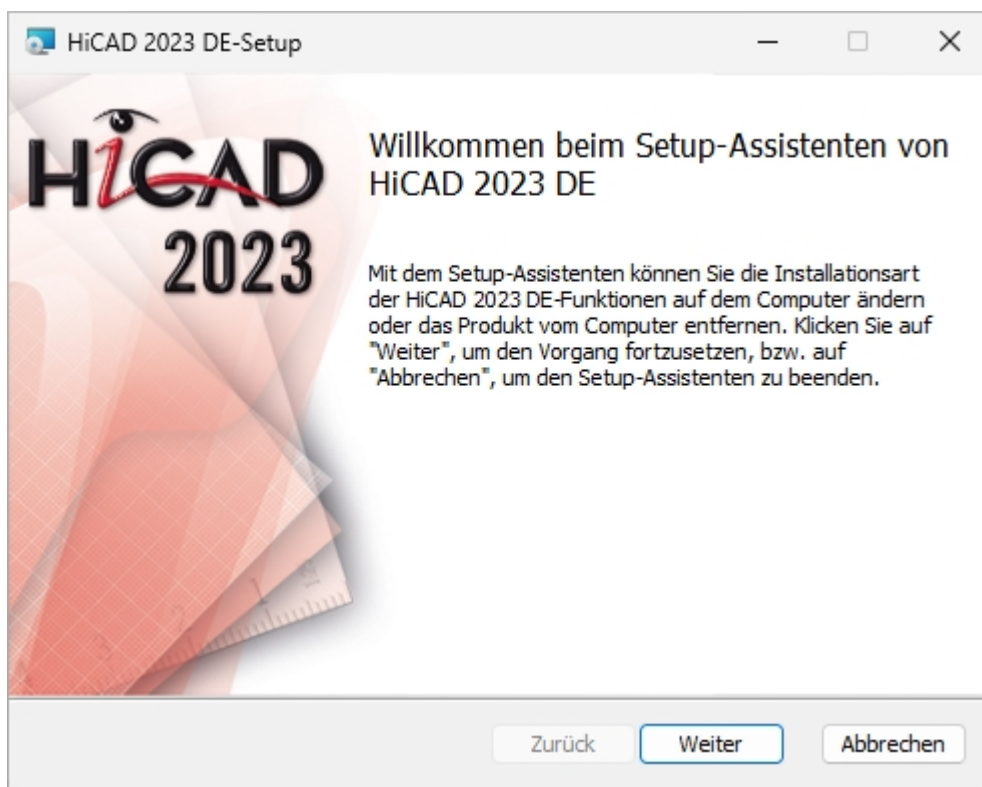 HiCAD 2023 DE-Setup
HiCAD
2023
Willkommen beim Setup-Assistenten von
HiCAD 2023 DE
Mit dem Setup-Assistenten können Sie die Installationsart
der HiCAD 2023 DE-Funktionen auf dem Computer ändern
oder das Produkt vom Computer entfernen. Klicken Sie auf
"Weiter", um den Vorgang fortzusetzen, bzw. auf
"Abbrechen", um den Setup-Assistenten zu beenden.
Zurück
Weiter
Abbrechen